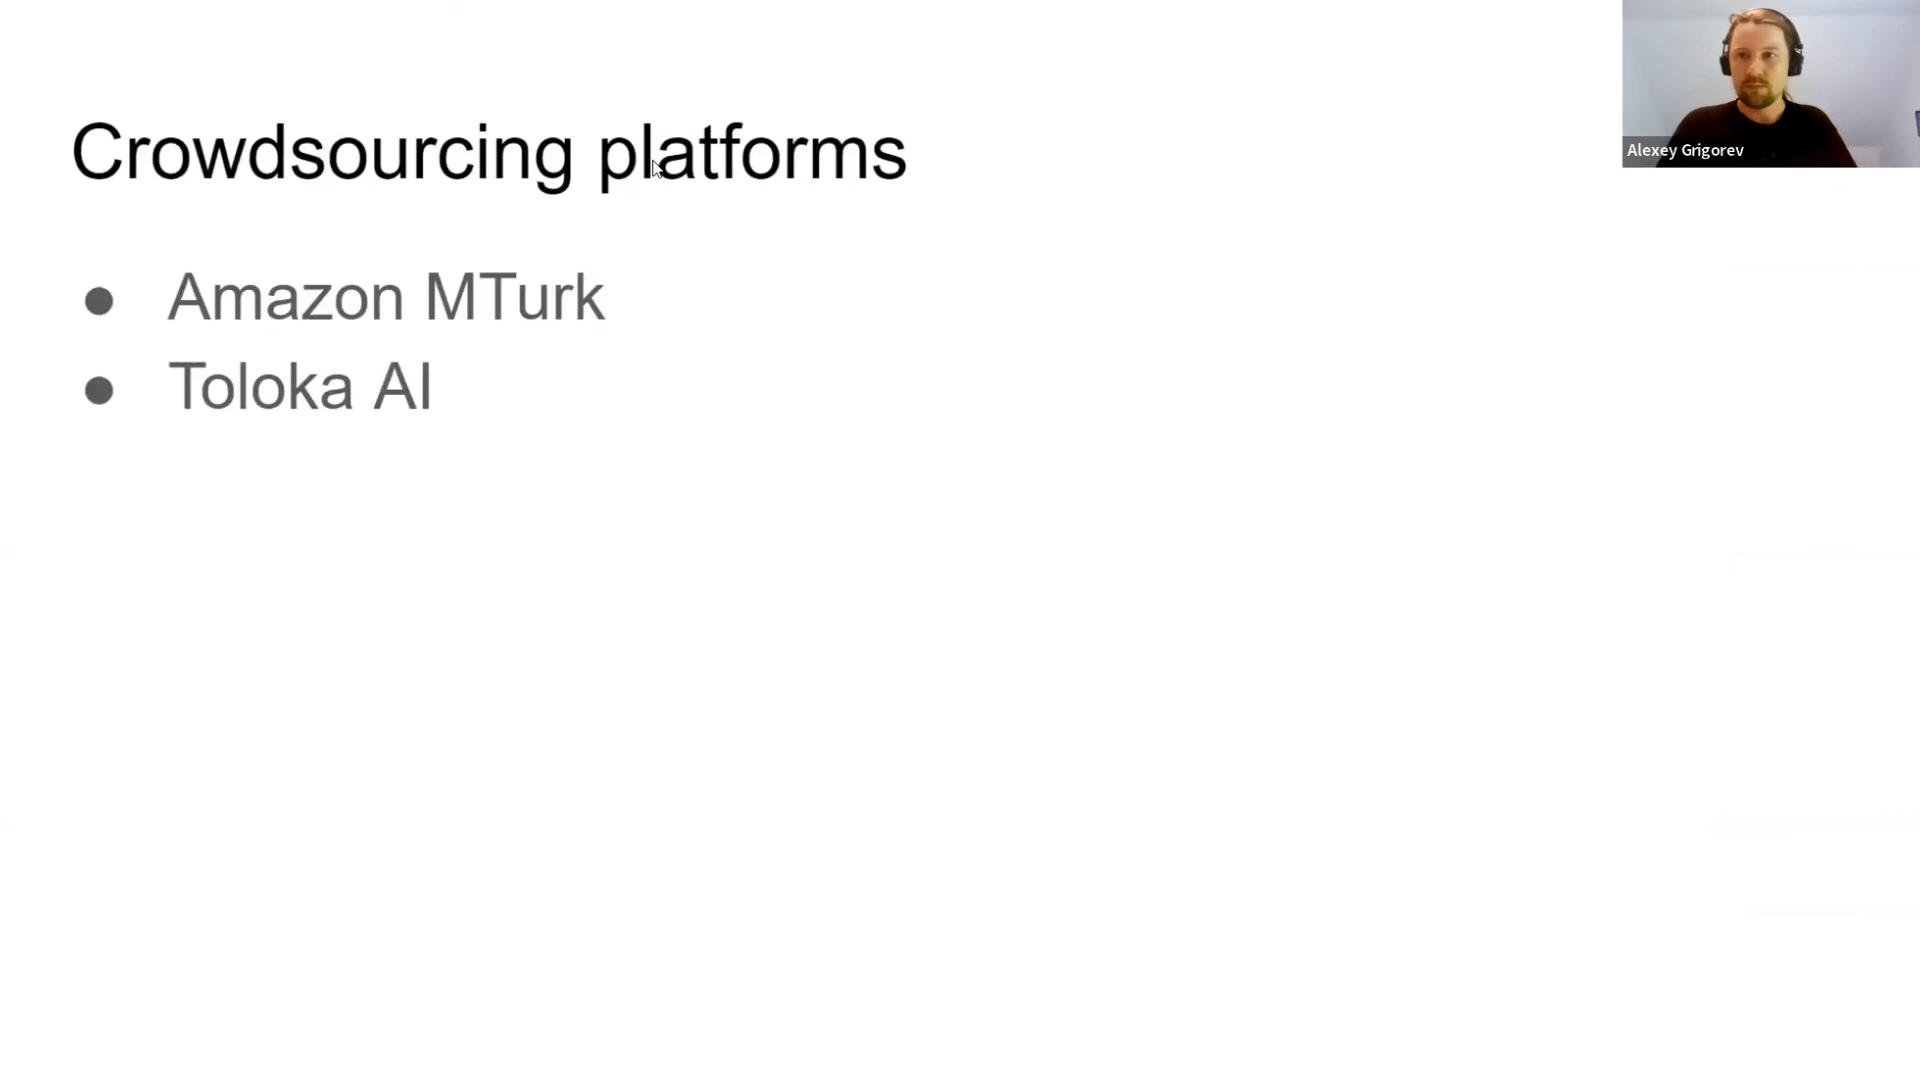 Crowdsourcing platforms
● Amazon MTurk
● Toloka AI
Alexey Grigorev